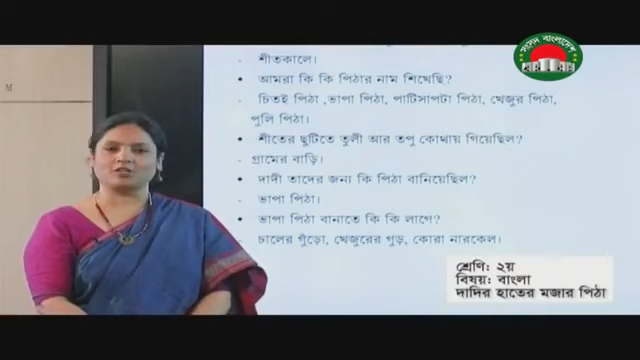 সংসদ বাংলাদেশ
M
- শীতকালে।
• আমরা কি কি পিঠার নাম শিখেছি?
- চিতই পিঠা ,ভাপা পিঠা, পাটিসাপটা পিঠা, খেজুর পিঠা,
পুলি পিঠা।
• শীতের ছুটিতে তুলী আর তপু কোথায় গিয়েছিল?
- গ্রামের বাড়ি।
• দাদী তাদের জন্য কি পিঠা বানিয়েছিল?
- ভাপা পিঠা।
• ভাপা পিঠা বানাতে কি কি লাগে?
- চালের গুঁড়ো, খেজুরের গুড়, কোরা নারকেল।
শ্রেণি: ২য়
বিষয়: বাংলা
দাদির হাতের মজার পিঠা